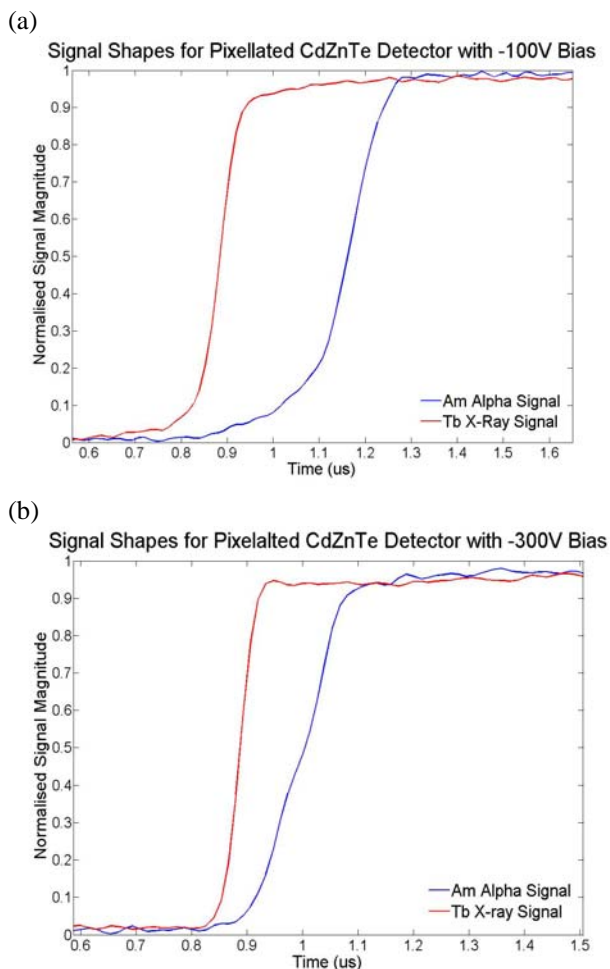 (a)
Signal Shapes for Pixellated CdZnTe Detector with -100V Bias
1
0.9
0.8
0.7
0.6
0.5
0.4
0.3
0.2
0.1
0
Normalised Signal Magnitude
Am Alpha Signal
Tb X-Ray Signal
0.6 0.7 0.8 0.9 1 1.1 1.2 1.3 1.4 1.5 1.6
Time (us)
(b)
Signal Shapes for Pixelalted CdZnTe Detector with -300V Bias
1
0.9
0.8
0.7
0.6
0.5
0.4
0.3
0.2
0.1
0
Normalised Signal Magnitude
Am Alpha Signal
Tb X-ray Signal
0.6 0.7 0.8 0.9 1 1.1 1.2 1.3 1.4 1.5
Time (us)